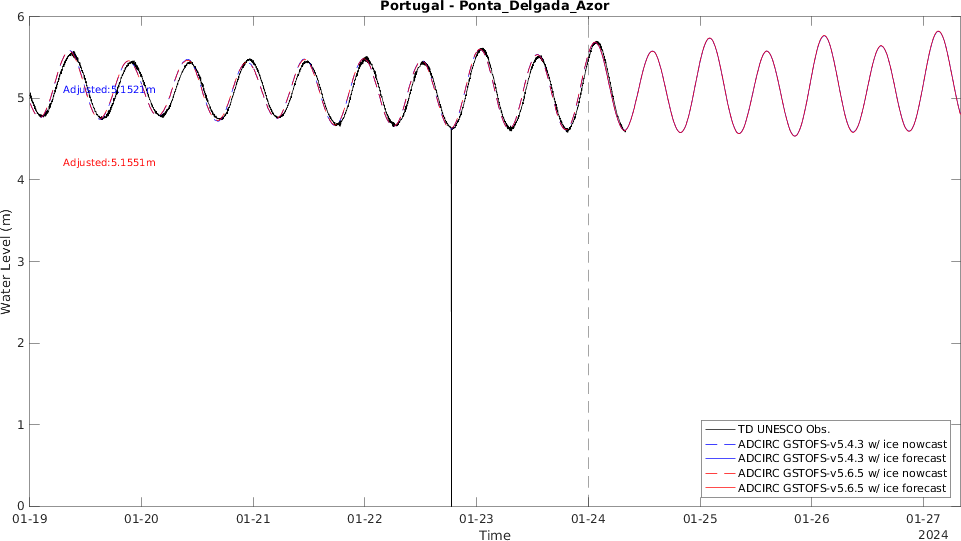 Portugal - Ponta_Delgada_Azor
6
5
4
3
2
1
0
Water Level (m)
Adjusted:5.1521m
Adjusted:5.1551m
TD UNESCO Obs.
ADCIRC GSTOFS-v5.4.3 w/ ice nowcast
ADCIRC GSTOFS-v5.4.3 w/ ice forecast
ADCIRC GSTOFS-v5.6.5 w/ ice nowcast
ADCIRC GSTOFS-v5.6.5 w/ ice forecast
01-19 01-20 01-21 01-22 01-23 01-24 01-25 01-26 01-27
Time
2024